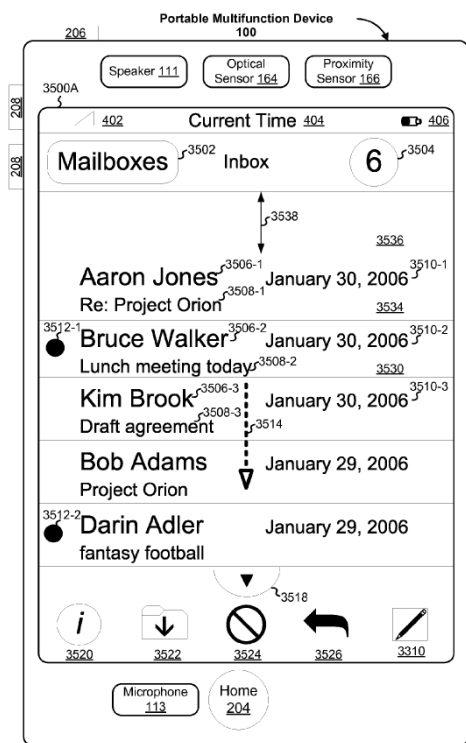 Portable Multifunction Device
100
206
Speaker 111
Optical
Sensor 164
Proximity
Sensor 166
208
208
3500A
402
Current Time 404
406
Mailboxes
3502
Inbox
6
3504
3538
3536
Aaron Jones
3506-1
January 30, 2006
3510-1
Re: Project Orion
3508-1
3534
3512-1
Bruce Walker
3506-2
January 30, 2006
3510-2
Lunch meeting today
3508-2
3530
Kim Brook
3506-3
January 30, 2006
3510-3
Draft agreement
3508-3
3514
Bob Adams
January 29, 2006
Project Orion
3512-2
Darin Adler
January 29, 2006
fantasy football
3518
i
3520
3522
3524
3526
3310
Microphone
113
Home
204